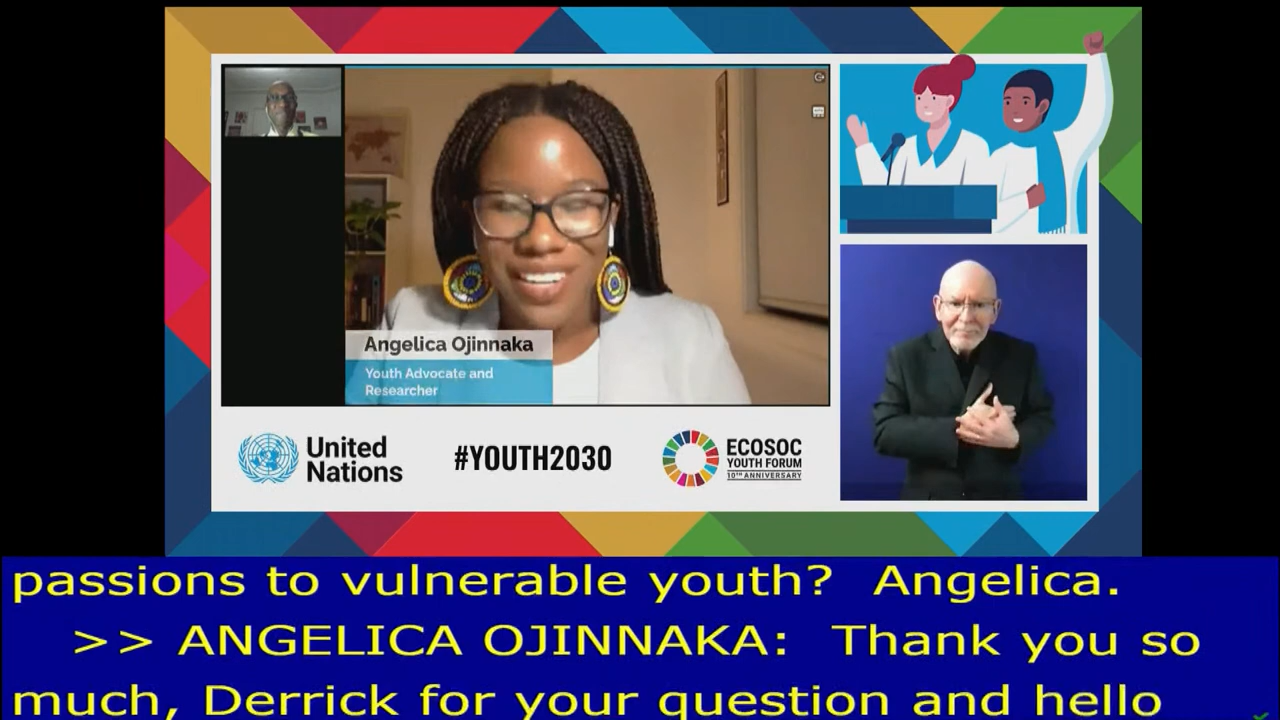 Angelica Ojinnaka
Youth Advocate and
Researcher
United
Nations
#YOUTH2030
ECOSOC
YOUTH FORUM
10TH ANNIVERSARY
passions to vulnerable youth?  Angelica.
>> ANGELICA OJINNAKA:  Thank you so
much, Derrick for your question and hello